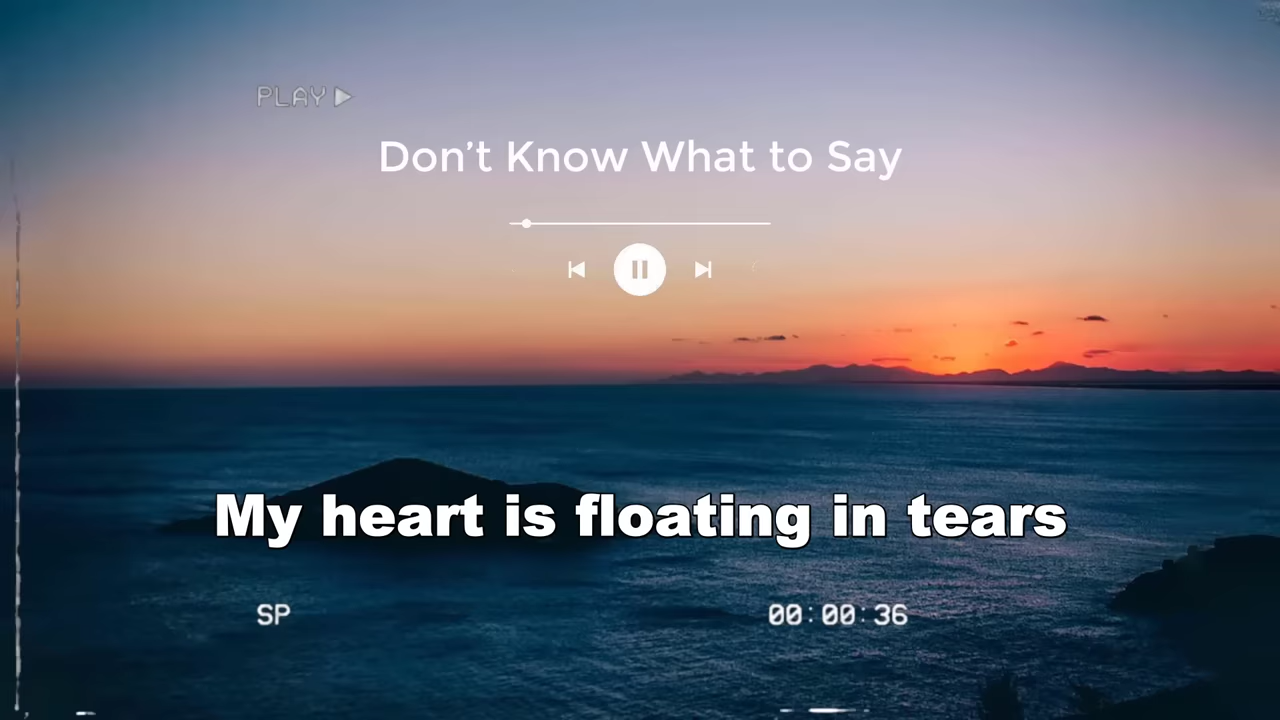 PLAY
Don't Know What to Say
My heart is floating in tears
SP
00:00:36